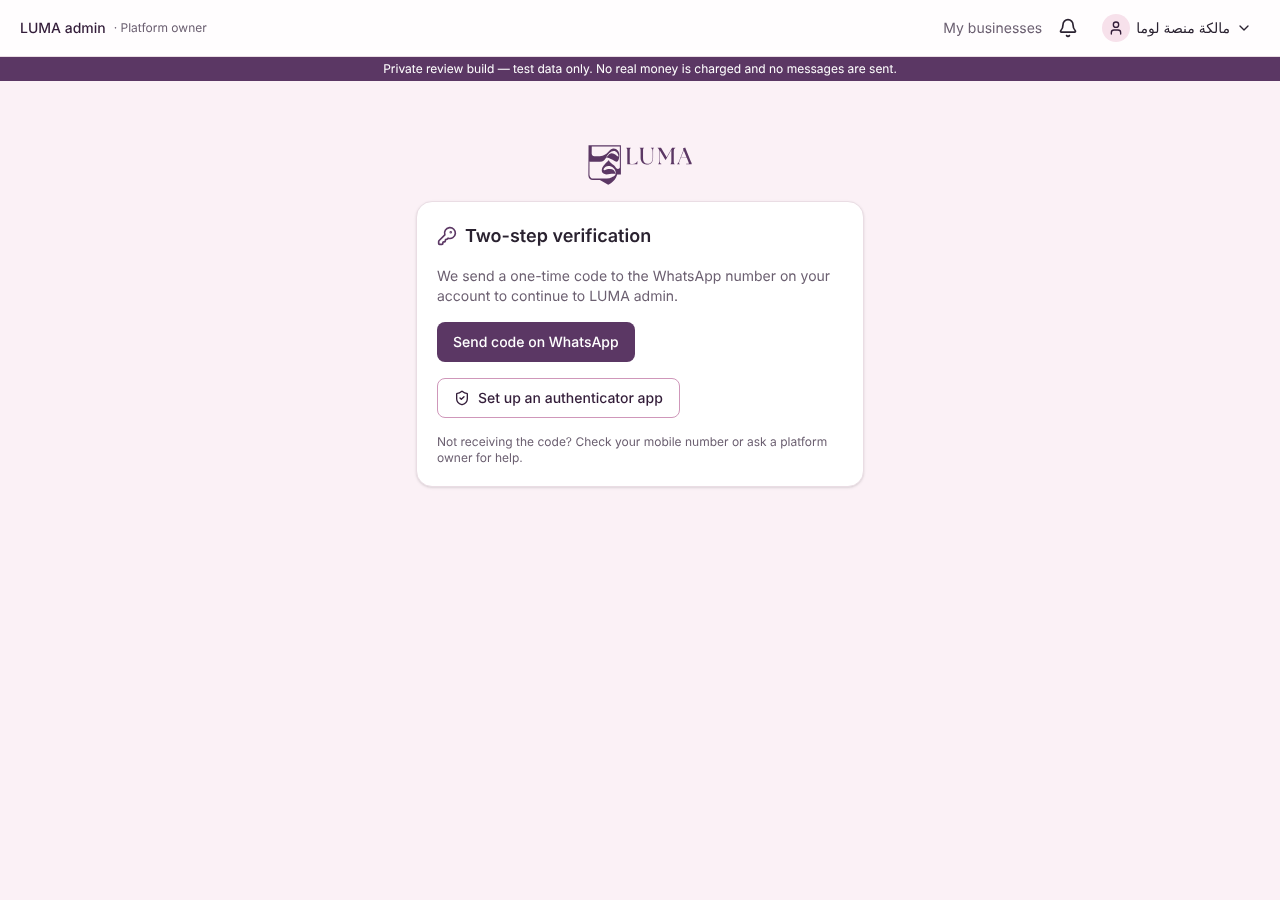 LUMA admin · Platform owner
My businesses
مالكة منصة لوما
Private review build — test data only. No real money is charged and no messages are sent.
LUMA
Two-step verification
We send a one-time code to the WhatsApp number on your
account to continue to LUMA admin.
Send code on WhatsApp
Set up an authenticator app
Not receiving the code? Check your mobile number or ask a platform
owner for help.